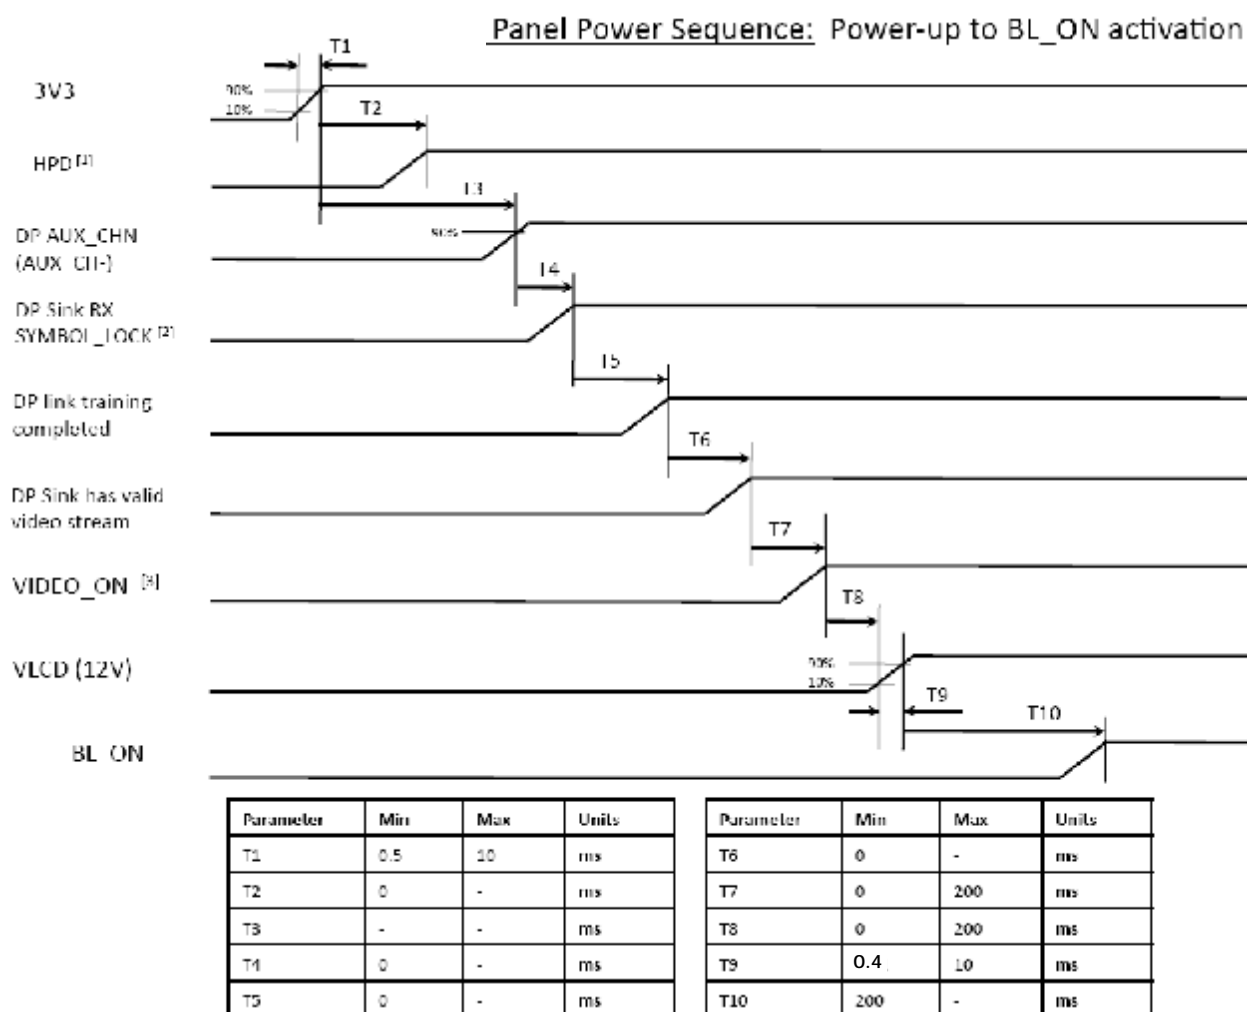 Panel Power Sequence: Power-up to BL_ON activation
T1
3V3
90%
10%
T2
HPD [1]
T3
DP AUX_CHN
(AUX_CH-)
90%
T4
DP Sink RX
SYMBOL_LOCK [2]
T5
DP link training
completed
T6
DP Sink has valid
video stream
T7
VIDEO_ON [3]
T8
VLCD (12V)
90%
10%
T9
T10
BL_ON
Parameter Min Max Units
T1 0.5 10 ms
T2 0 - ms
T3 - - ms
T4 0 - ms
T5 0 - ms
Parameter Min Max Units
T6 0 - ms
T7 0 200 ms
T8 0 200 ms
T9 0.4 10 ms
T10 200 - ms